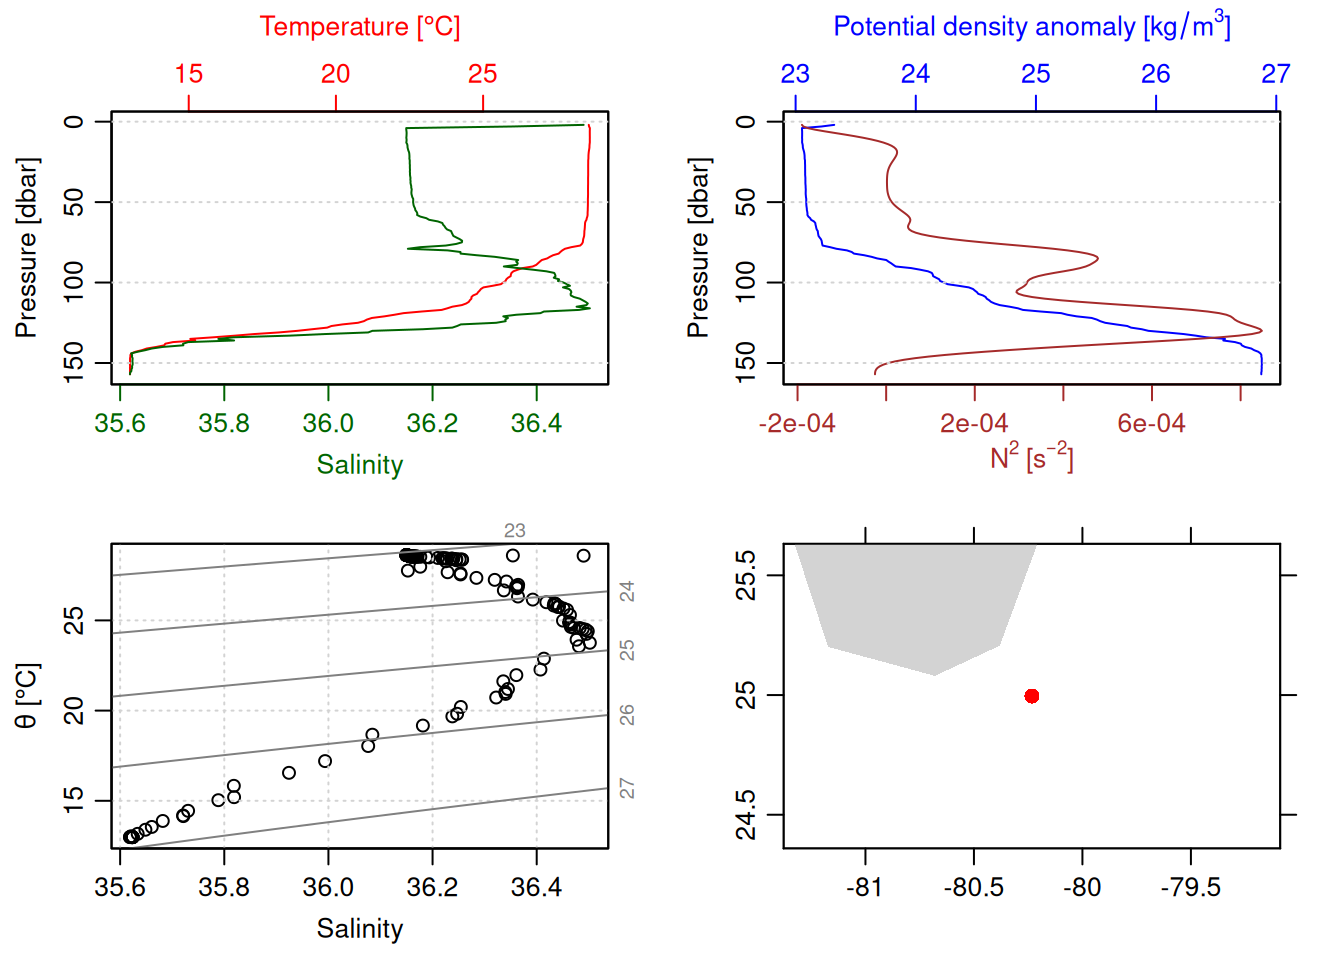 Temperature [°C]
15 20 25
Pressure [dbar]
0
50
100
150
35.6 35.8 36.0 36.2 36.4
Salinity
Potential density anomaly [kg/m³]
23 24 25 26 27
Pressure [dbar]
0
50
100
150
-2e-04 2e-04 6e-04
N² [s⁻²]
23
24
25
26
27
θ [°C]
25
20
15
35.6 35.8 36.0 36.2 36.4
Salinity
25.5
25
24.5
-81 -80.5 -80 -79.5